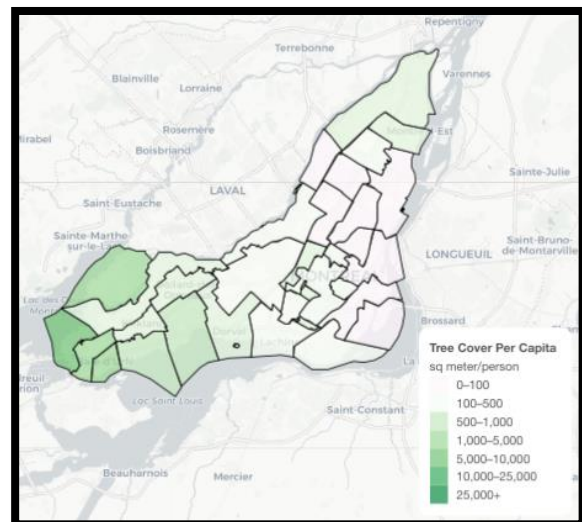 Repentigny
Terrebonne
Blainville
Varennes
Lorraine
Mirabel
Rosemère
Boisbriand
Sainte-Julie
LAVAL
Saint-Eustache
Sainte-Marthe
sur-le-La
Saint-Bruno
de-Montarville
LONGUEUIL
MONTRÉAL
Lac des
Dorval
Lachine
Brossard
Lac Saint Louis
Saint-Constant
Beauharnois
Mercier
Tree Cover Per Capita
sq meter/person
0–100
100–500
500–1,000
1,000–5,000
5,000–10,000
10,000–25,000
25,000+